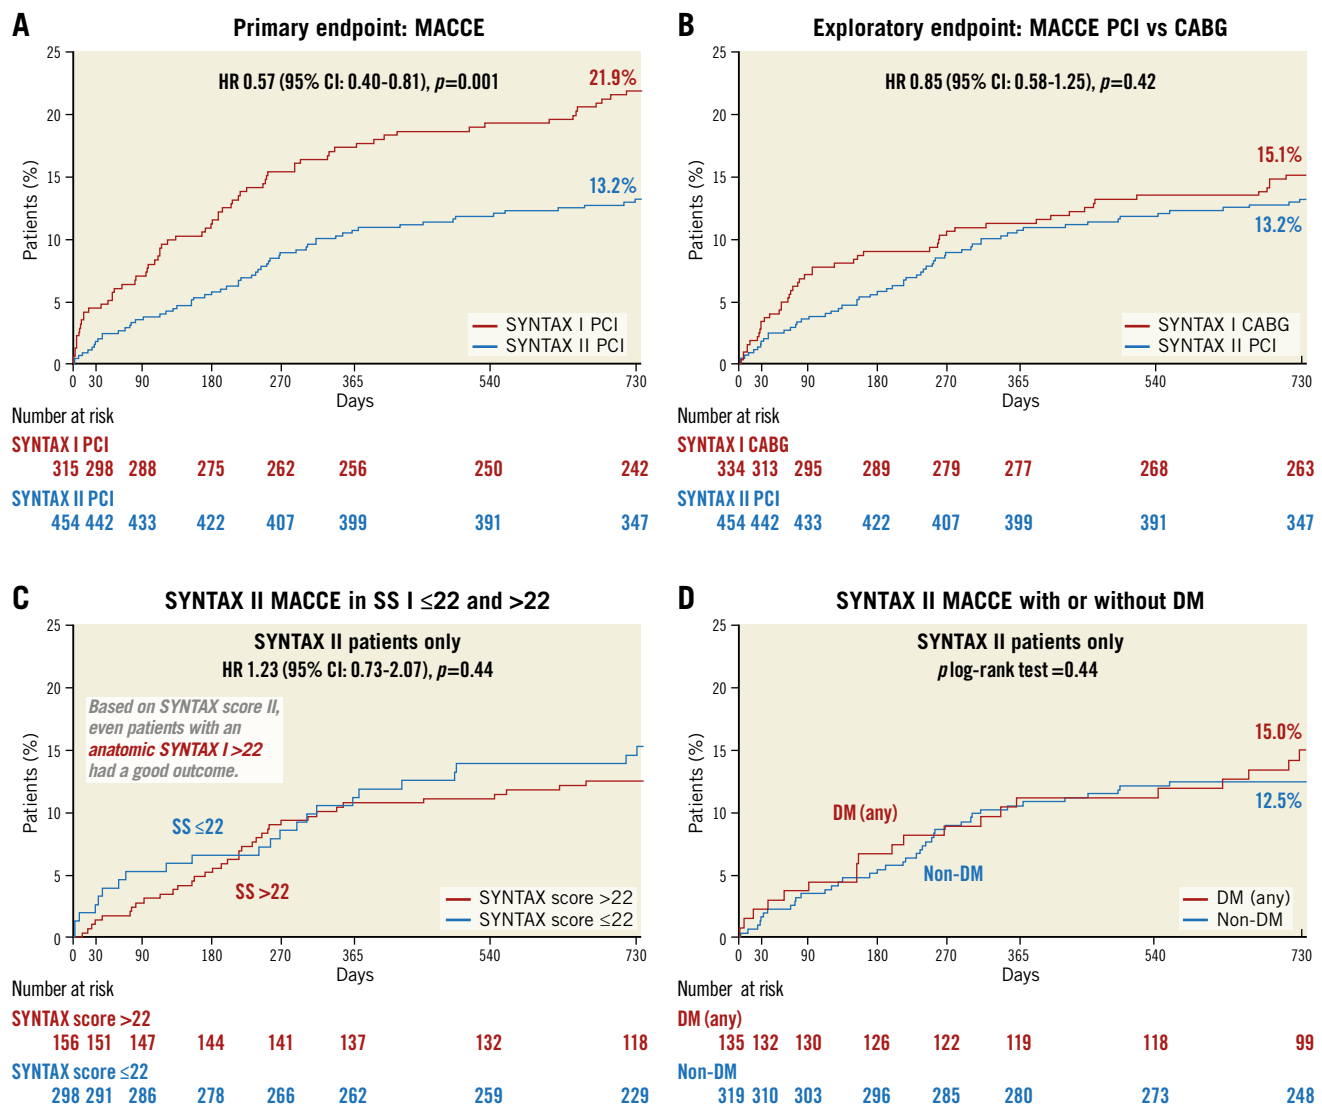 A
Primary endpoint: MACCE
HR 0.57 (95% CI: 0.40-0.81), p=0.001
21.9%
13.2%
25
20
15
10
5
0
Patients (%)
SYNTAX I PCI
SYNTAX II PCI
0 30 90 180 270 365 540 730
Days
Number at risk
SYNTAX I PCI
315 298 288 275 262 256 250 242
SYNTAX II PCI
454 442 433 422 407 399 391 347
B
Exploratory endpoint: MACCE PCI vs CABG
HR 0.85 (95% CI: 0.58-1.25), p=0.42
15.1%
13.2%
25
20
15
10
5
0
Patients (%)
SYNTAX I CABG
SYNTAX II PCI
0 30 90 180 270 365 540 730
Days
Number at risk
SYNTAX I CABG
334 313 295 289 279 277 268 263
SYNTAX II PCI
454 442 433 422 407 399 391 347
C
SYNTAX II MACCE in SS I ≤22 and >22
SYNTAX II patients only
HR 1.23 (95% CI: 0.73-2.07), p=0.44
Based on SYNTAX score II,
even patients with an
anatomic SYNTAX I >22
had a good outcome.
25
20
15
10
5
0
Patients (%)
SS ≤22
SS >22
SYNTAX score >22
SYNTAX score ≤22
0 30 90 180 270 365 540 730
Days
Number at risk
SYNTAX score >22
156 151 147 144 141 137 132 118
SYNTAX score ≤22
298 291 286 278 266 262 259 229
D
SYNTAX II MACCE with or without DM
SYNTAX II patients only
p log-rank test =0.44
15.0%
12.5%
25
20
15
10
5
0
Patients (%)
DM (any)
Non-DM
DM (any)
Non-DM
0 30 90 180 270 365 540 730
Days
Number at risk
DM (any)
135 132 130 126 122 119 118 99
Non-DM
319 310 303 296 285 280 273 248